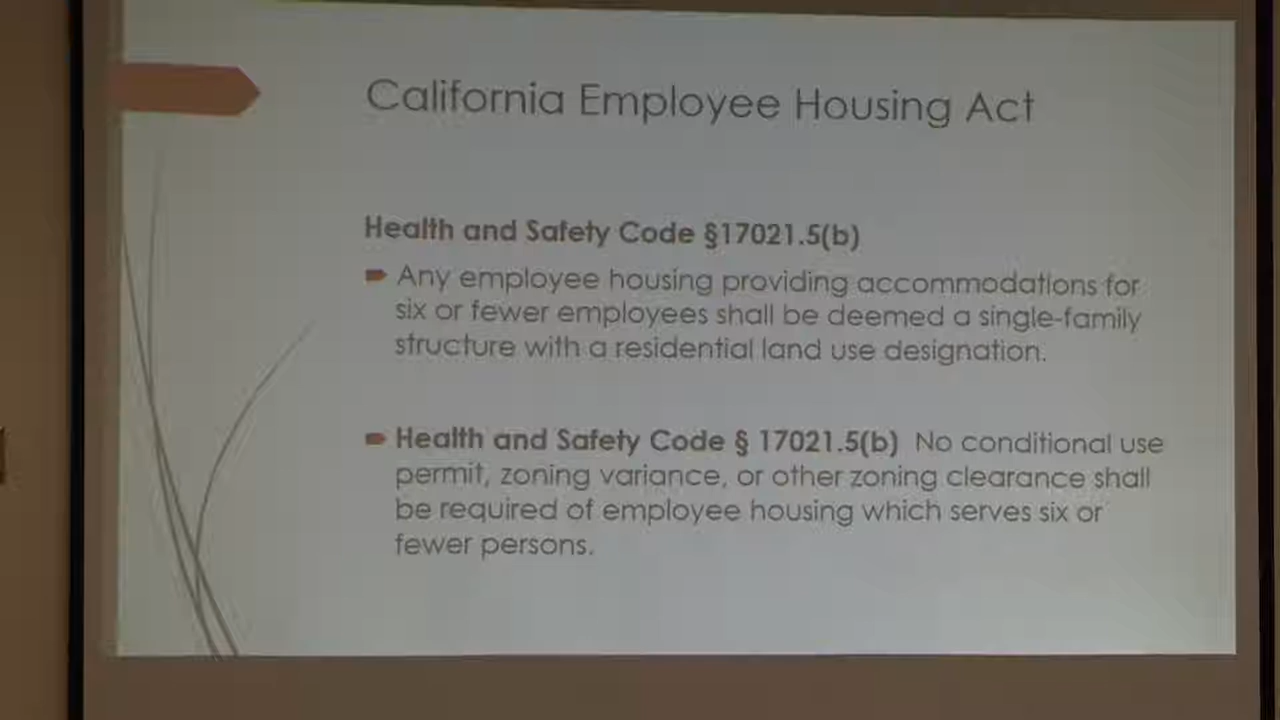 California Employee Housing Act
Health and Safety Code §17021.5(b)
Any employee housing providing accommodations for
six or fewer employees shall be deemed a single-family
structure with a residential land use designation.
Health and Safety Code § 17021.5(b) No conditional use
permit, zoning variance, or other zoning clearance shall
be required of employee housing which serves six or
fewer persons.